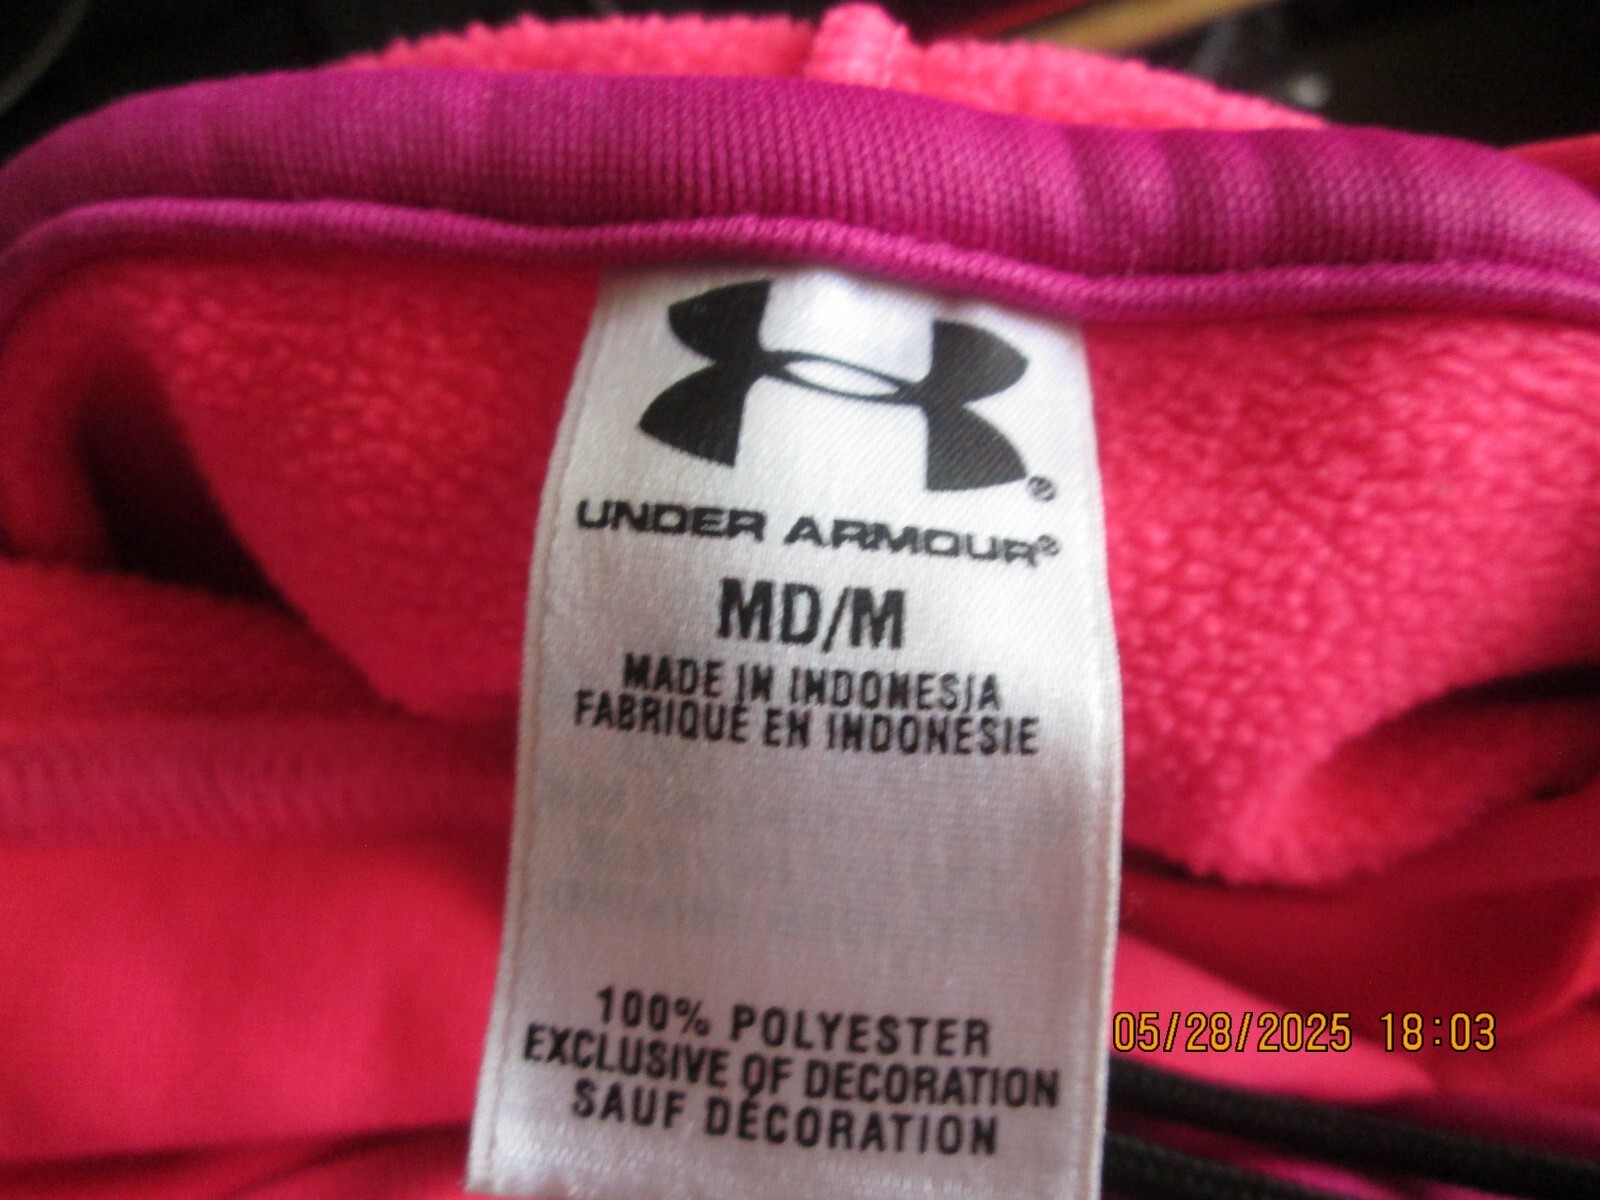 ®
UNDER ARMOUR®
MD/M
MADE IN INDONESIA
FABRIQUÉ EN INDONÉSIE
100% POLYESTER
EXCLUSIVE OF DECORATION
SAUF DÉCORATION
05/28/2025 18:03